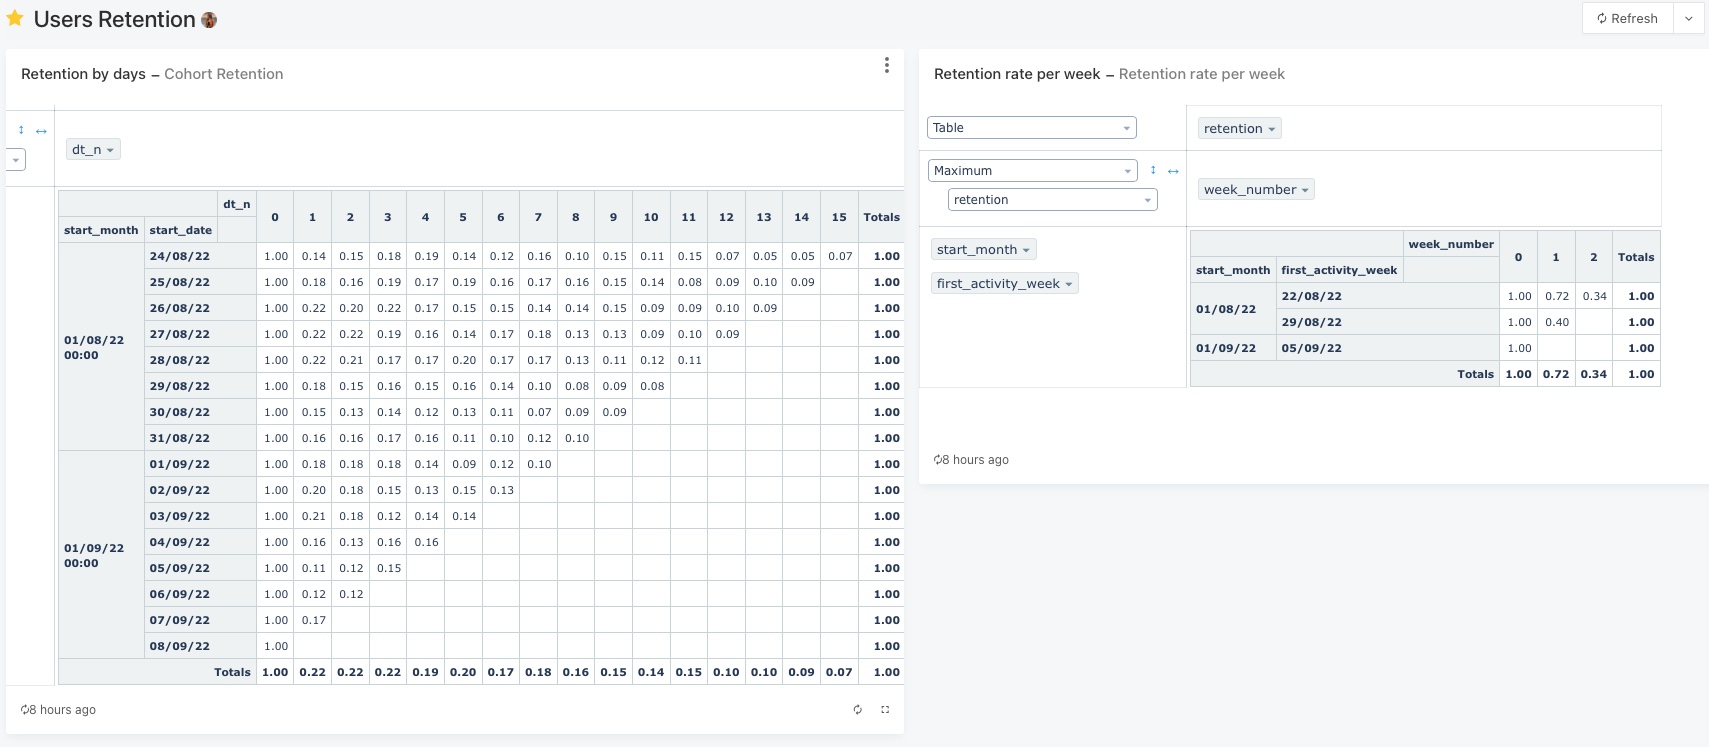 Users Retention
Refresh
Retention by days – Cohort Retention
dt_n
dt_n
0 1 2 3 4 5 6 7 8 9 10 11 12 13 14 15 Totals
start_month start_date
01/08/22 00:00
24/08/22 1.00 0.14 0.15 0.18 0.19 0.14 0.12 0.16 0.10 0.15 0.11 0.15 0.07 0.05 0.05 0.07 1.00
25/08/22 1.00 0.18 0.16 0.19 0.17 0.19 0.16 0.17 0.16 0.15 0.14 0.08 0.09 0.10 0.09 1.00
26/08/22 1.00 0.22 0.20 0.22 0.17 0.15 0.15 0.14 0.14 0.15 0.09 0.09 0.10 0.09 1.00
27/08/22 1.00 0.22 0.22 0.19 0.16 0.14 0.17 0.18 0.13 0.13 0.09 0.10 0.09 1.00
28/08/22 1.00 0.22 0.21 0.17 0.17 0.20 0.17 0.17 0.13 0.11 0.12 0.11 1.00
29/08/22 1.00 0.18 0.15 0.16 0.15 0.16 0.14 0.10 0.08 0.09 0.08 1.00
30/08/22 1.00 0.15 0.13 0.14 0.12 0.13 0.11 0.07 0.09 0.09 1.00
31/08/22 1.00 0.16 0.16 0.17 0.16 0.11 0.10 0.12 0.10 1.00
01/09/22 00:00
01/09/22 1.00 0.18 0.18 0.18 0.14 0.09 0.12 0.10 1.00
02/09/22 1.00 0.20 0.18 0.15 0.13 0.15 0.13 1.00
03/09/22 1.00 0.21 0.18 0.12 0.14 0.14 1.00
04/09/22 1.00 0.16 0.13 0.16 0.16 1.00
05/09/22 1.00 0.11 0.12 0.15 1.00
06/09/22 1.00 0.12 0.12 1.00
07/09/22 1.00 0.17 1.00
08/09/22 1.00 1.00
Totals 1.00 0.22 0.22 0.22 0.19 0.20 0.17 0.18 0.16 0.15 0.14 0.15 0.10 0.10 0.09 0.07 1.00
8 hours ago
Retention rate per week – Retention rate per week
Table
retention
Maximum
retention
week_number
start_month
first_activity_week
week_number 0 1 2 Totals
start_month first_activity_week
01/08/22 22/08/22 1.00 0.72 0.34 1.00
29/08/22 1.00 0.40 1.00
01/09/22 05/09/22 1.00 1.00
Totals 1.00 0.72 0.34 1.00
8 hours ago